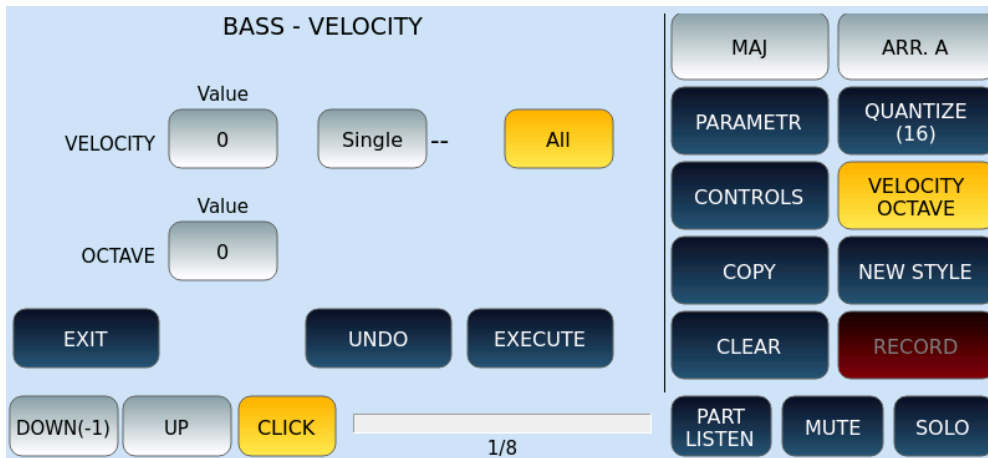 BASS - VELOCITY
Value
VELOCITY 0 Single -- All
Value
OCTAVE 0
EXIT UNDO EXECUTE
DOWN(-1) UP CLICK
1/8
MAJ ARR. A
PARAMETR QUANTIZE
(16)
CONTROLS VELOCITY
OCTAVE
COPY NEW STYLE
CLEAR RECORD
PART
LISTEN MUTE SOLO